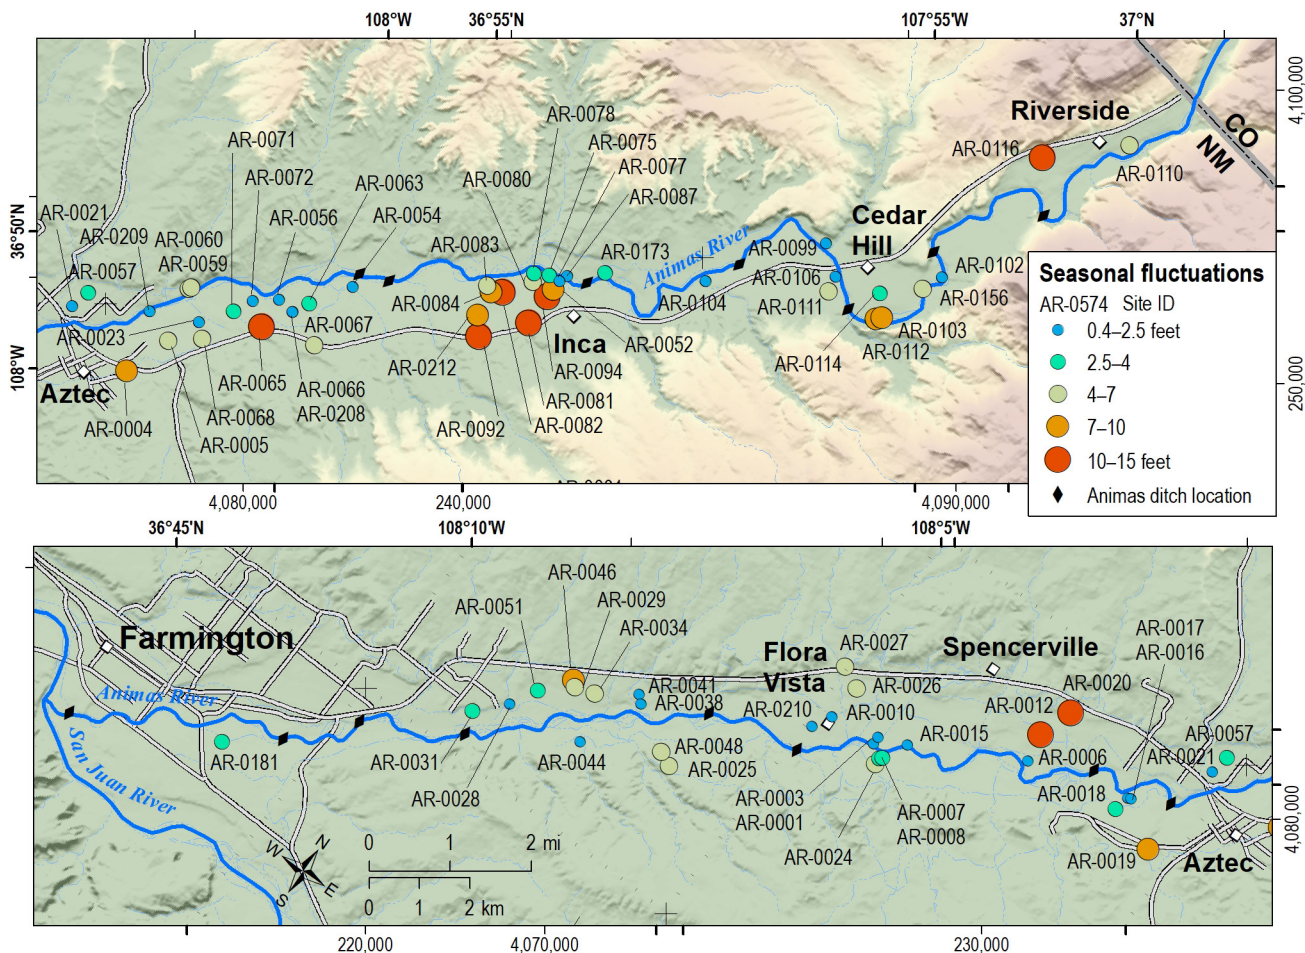 108°W
36°55'N
107°55'W
37°N
4,100,000
CO
NM
Riverside
AR-0116
AR-0110
AR-0078
AR-0075
AR-0077
AR-0087
AR-0080
AR-0071
AR-0072
AR-0063
AR-0056
AR-0054
36°50'N
AR-0021
AR-0209
AR-0057
AR-0060
AR-0059
AR-0083
AR-0084
AR-0173
Animas River
Cedar
Hill
AR-0099
AR-0106
AR-0111
AR-0104
AR-0102
AR-0156
AR-0103
AR-0112
AR-0114
AR-0023
AR-0067
AR-0052
Inca
AR-0094
AR-0212
AR-0065
AR-0066
AR-0208
AR-0081
AR-0082
AR-0092
AR-0068
AR-0005
AR-0004
Aztec
108°W
250,000
Seasonal fluctuations
AR-0574 Site ID
0.4–2.5 feet
2.5–4
4–7
7–10
10–15 feet
Animas ditch location
4,080,000
240,000
4,090,000
36°45'N
108°10'W
108°5'W
AR-0046
AR-0029
AR-0034
AR-0051
Farmington
Animas River
San Juan River
AR-0181
AR-0031
AR-0028
AR-0044
AR-0041
AR-0038
AR-0048
AR-0025
Flora
Vista
AR-0027
AR-0026
AR-0210
AR-0010
AR-0015
AR-0003
AR-0001
AR-0007
AR-0008
AR-0024
Spencerville
AR-0017
AR-0016
AR-0020
AR-0012
AR-0006
AR-0057
AR-0021
AR-0018
AR-0019
Aztec
4,080,000
N
W
E
S
0 1 2 mi
0 1 2 km
220,000
4,070,000
230,000